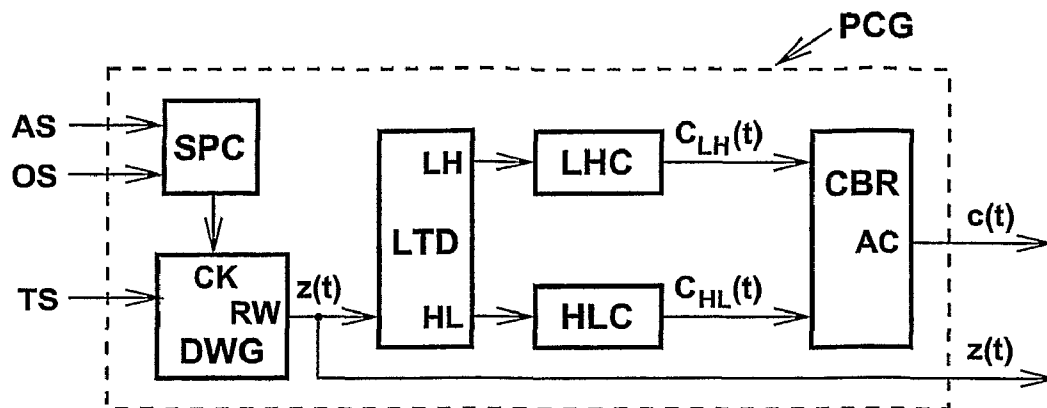 PCG
AS
OS
SPC
TS
CK
RW
DWG
z(t)
LH
LTD
HL
LHC
HLC
C_LH(t)
C_HL(t)
CBR
AC
c(t)
z(t)